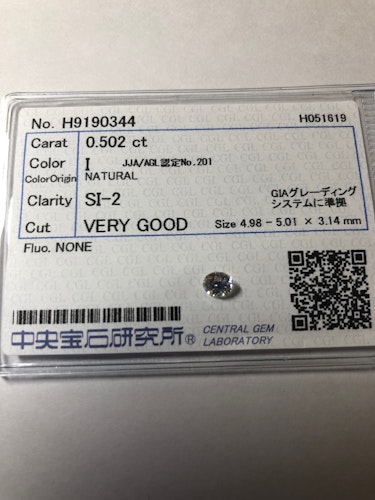 No. H9190344 H051619
Carat 0.502 ct
Color I JJA/AGL認定No.201
ColorOrigin NATURAL
Clarity SI-2 GIAグレーディング
システムに準拠
Cut VERY GOOD Size 4.98 - 5.01 × 3.14 mm
Fluo. NONE
中央宝石研究所® CENTRAL GEM
LABORATORY